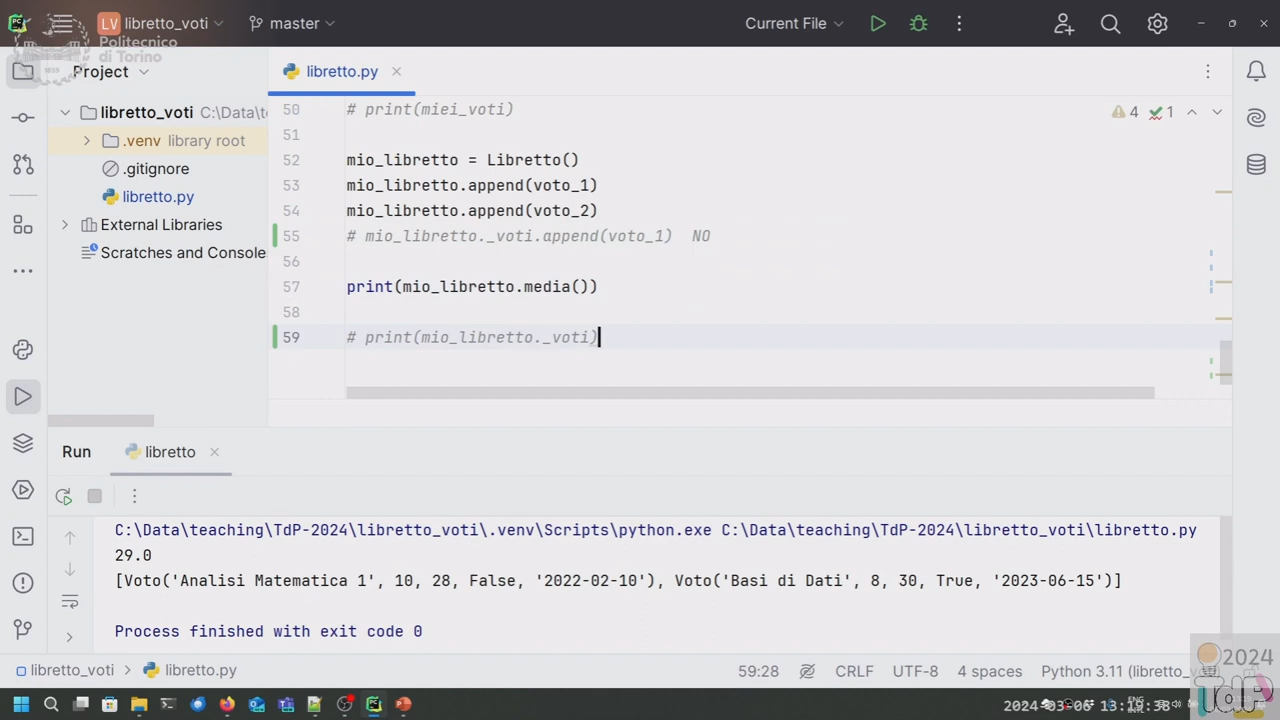 LV libretto_voti
master
Current File
Politecnico
di Torino
1859
Project
libretto.py
libretto_voti C:\Data\t
.venv library root
.gitignore
libretto.py
External Libraries
Scratches and Console
50 # print(miei_voti)
51
52 mio_libretto = Libretto()
53 mio_libretto.append(voto_1)
54 mio_libretto.append(voto_2)
55 # mio_libretto._voti.append(voto_1) NO
56
57 print(mio_libretto.media())
58
59 # print(mio_libretto._voti)
4 1
Run libretto
C:\Data\teaching\TdP-2024\libretto_voti\.venv\Scripts\python.exe C:\Data\teaching\TdP-2024\libretto_voti\libretto.py
29.0
[Voto('Analisi Matematica 1', 10, 28, False, '2022-02-10'), Voto('Basi di Dati', 8, 30, True, '2023-06-15')]
Process finished with exit code 0
libretto_voti > libretto.py
59:28 CRLF UTF-8 4 spaces Python 3.11 (libretto_v
2024
TdP
ENG